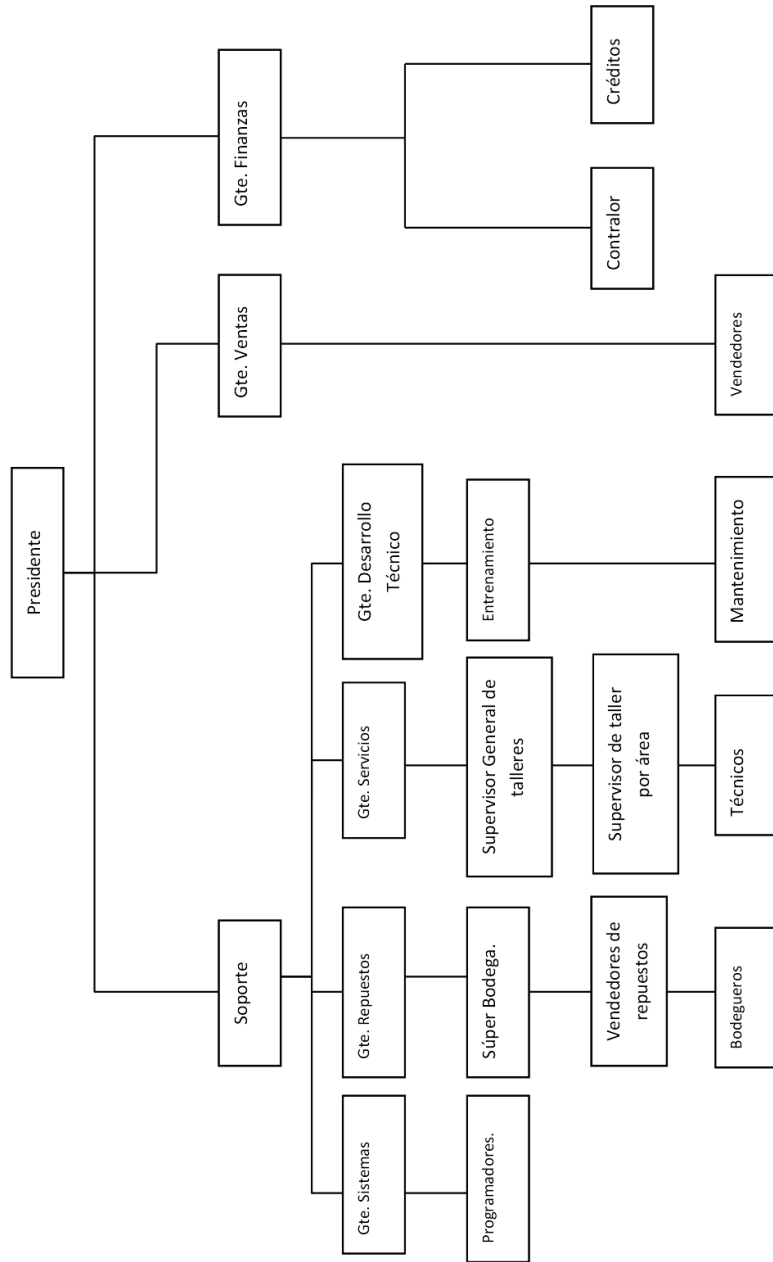 Presidente
Soporte
Gte. Ventas
Gte. Finanzas
Gte. Sistemas
Gte. Repuestos
Gte. Servicios
Gte. Desarrollo
Técnico
Programadores.
Súper Bodega.
Supervisor General de
talleres
Entrenamiento
Vendedores de
repuestos
Supervisor de taller
por área
Contralor
Créditos
Bodegueros
Técnicos
Mantenimiento
Vendedores